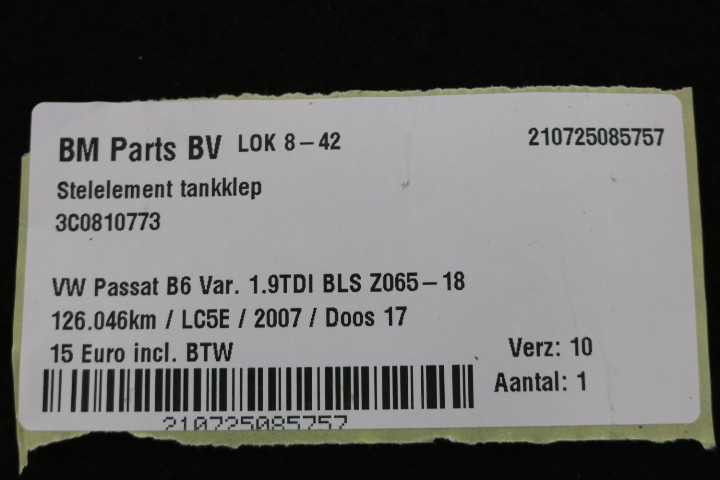 BM Parts BV LOK 8-42 210725085757
Stelelement tankklep
3C0810773
VW Passat B6 Var. 1.9TDI BLS Z065-18
126.046km / LC5E / 2007 / Doos 17
15 Euro incl. BTW Verz: 10
Aantal: 1
210725085757